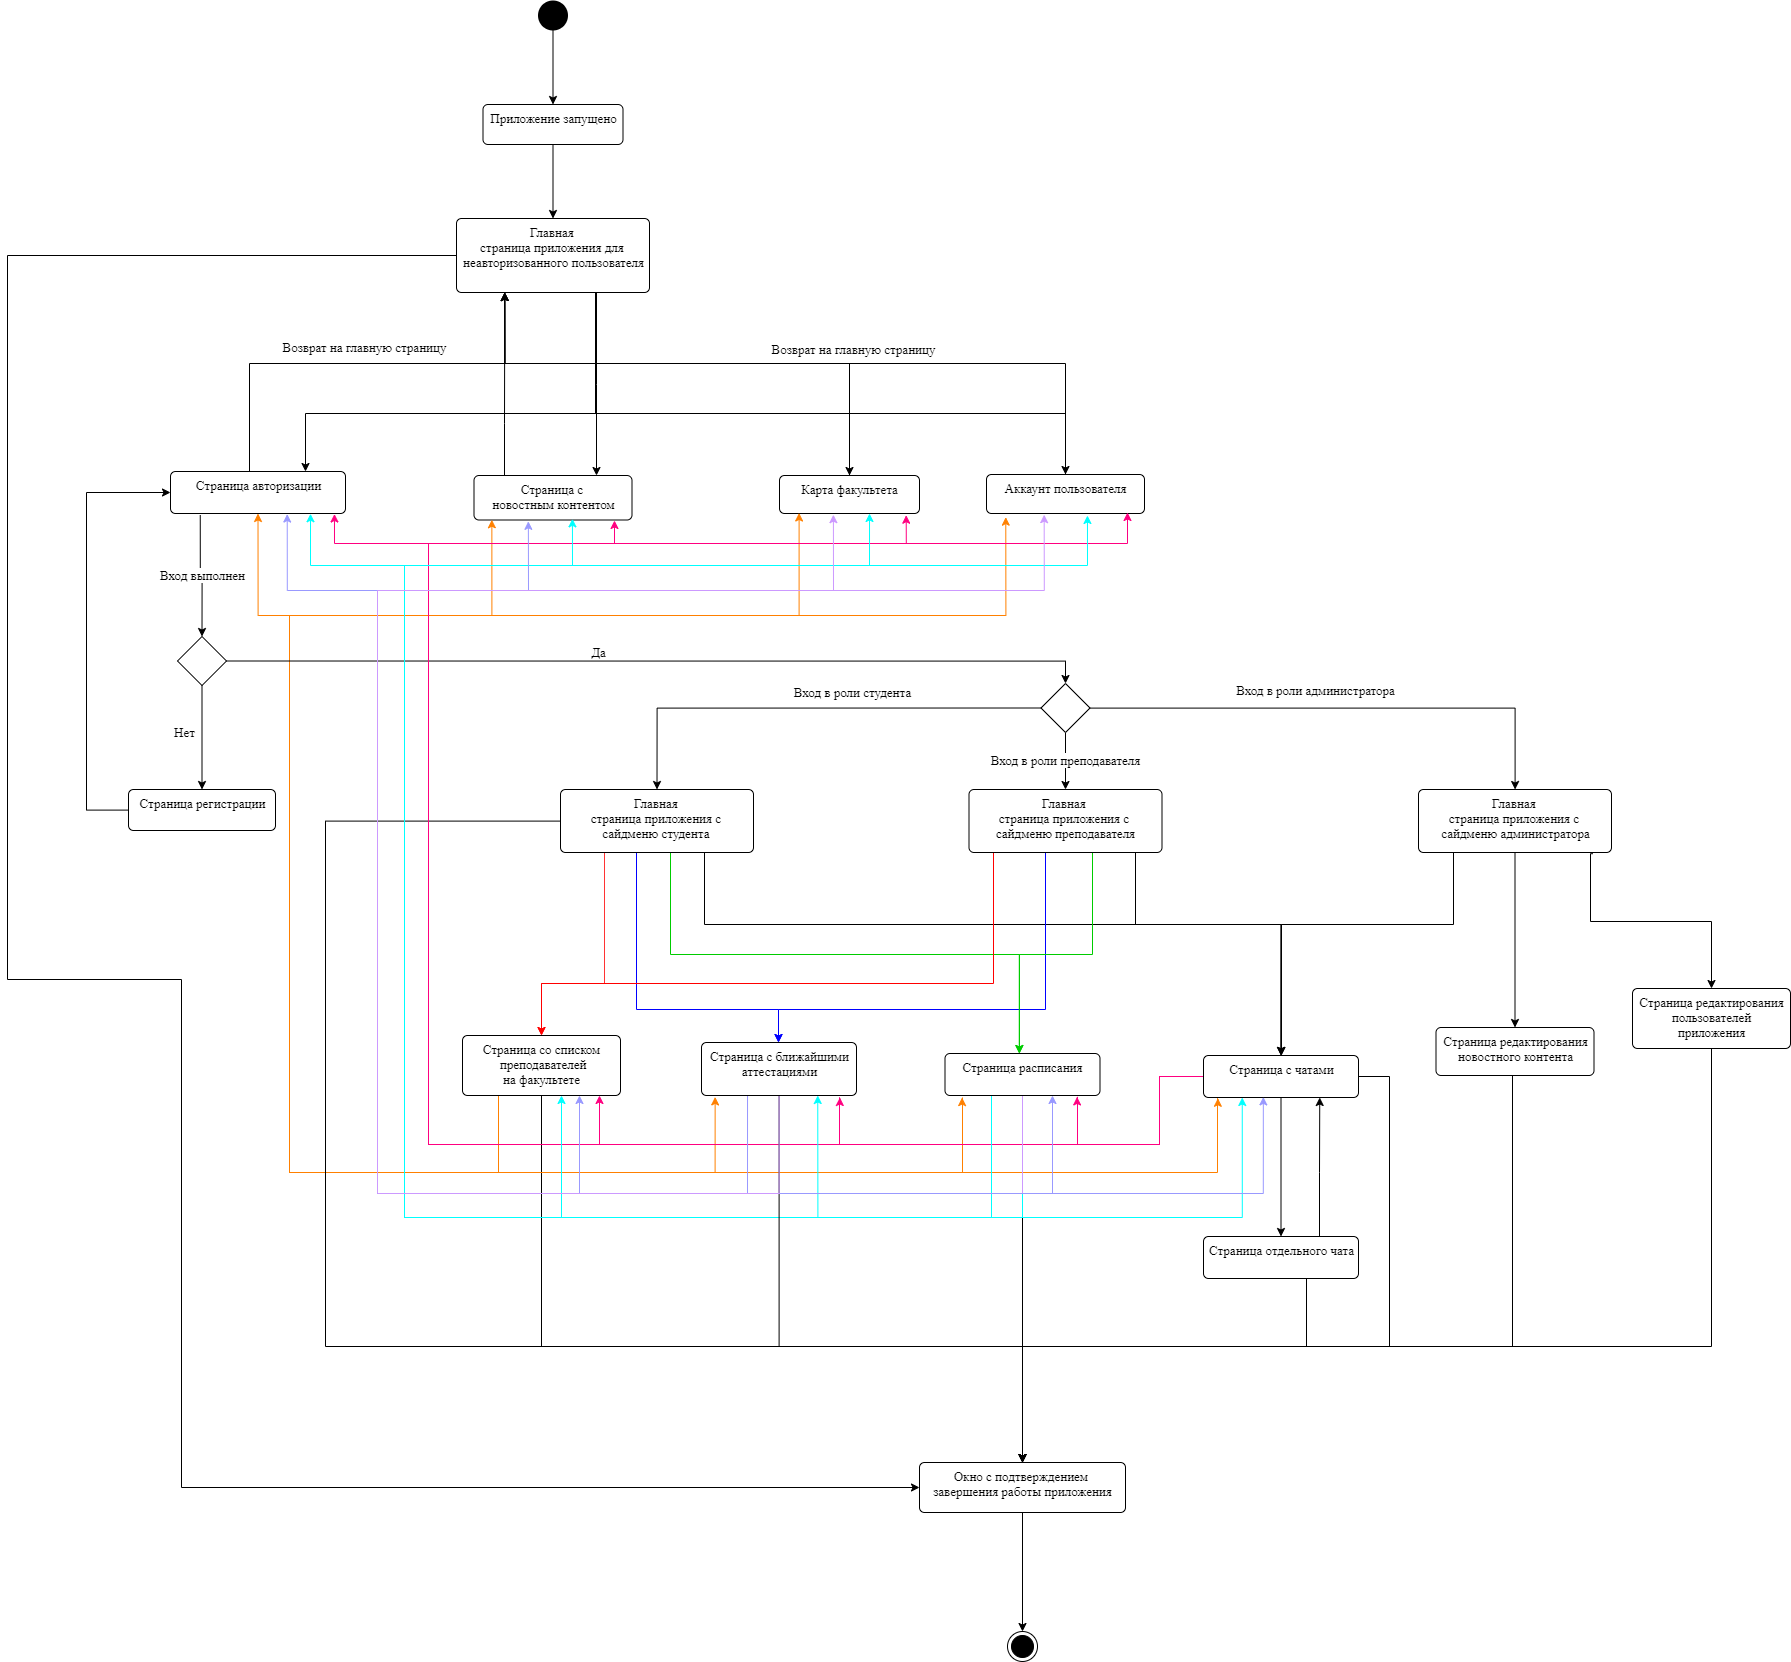 Приложение запущено
Главная
страница приложения для
неавторизованного пользователя
Возврат на главную страницу
Возврат на главную страницу
Страница авторизации
Страница с
новостным контентом
Карта факультета
Аккаунт пользователя
Вход выполнен
Да
Вход в роли студента
Вход в роли администратора
Нет
Вход в роли преподавателя
Страница регистрации
Главная
страница приложения с
сайдменю студента
Главная
страница приложения с
сайдменю преподавателя
Главная
страница приложения с
сайдменю администратора
Страница редактирования
пользователей
приложения
Страница со списком
преподавателей
на факультете
Страница с ближайшими
аттестациями
Страница расписания
Страница с чатами
Страница редактирования
новостного контента
Страница отдельного чата
Окно с подтверждением
завершения работы приложения